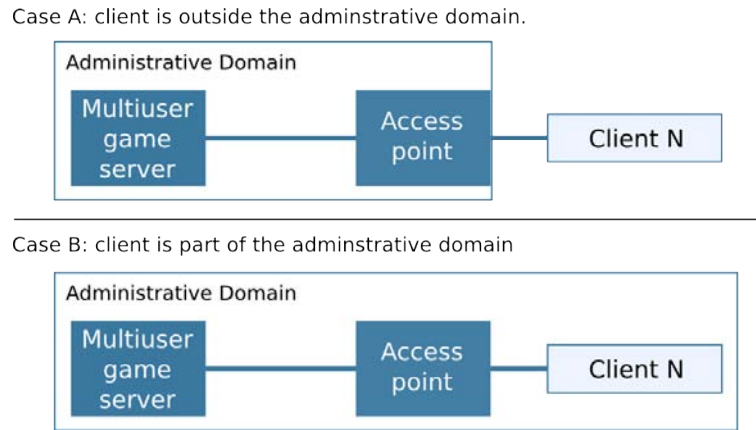 Case A: client is outside the adminstrative domain.
Administrative Domain
Multiuser
game
server
Access
point
Client N
Case B: client is part of the adminstrative domain
Administrative Domain
Multiuser
game
server
Access
point
Client N